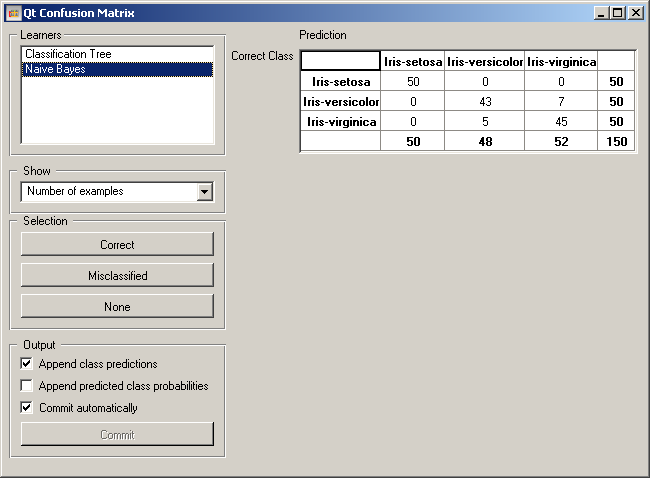 Qt Confusion Matrix
Learners
Classification Tree
Naive Bayes
Show
Number of examples
Selection
Correct
Misclassified
None
Output
Append class predictions
Append predicted class probabilities
Commit automatically
Commit
Prediction
Correct Class
Iris-setosa Iris-versicolor Iris-virginica
Iris-setosa 50 0 0 50
Iris-versicolor 0 43 7 50
Iris-virginica 0 5 45 50
50 48 52 150